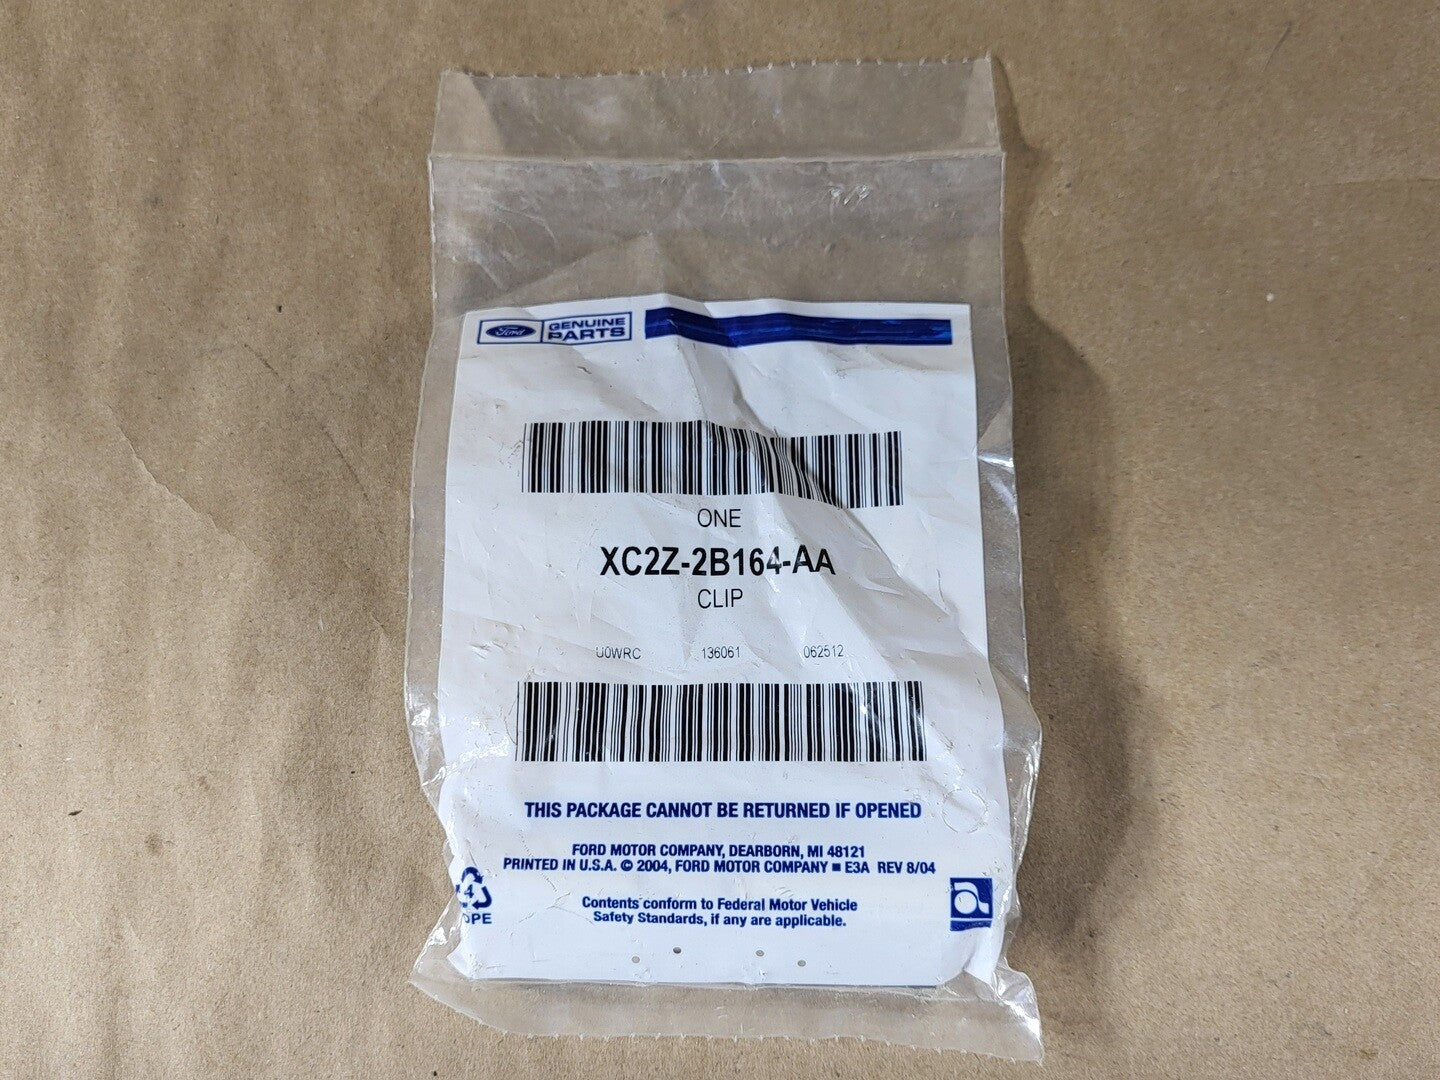 Ford GENUINE PARTS
ONE
XC2Z-2B164-AA
CLIP
U0WRC 136061 062512
THIS PACKAGE CANNOT BE RETURNED IF OPENED
FORD MOTOR COMPANY, DEARBORN, MI 48121
PRINTED IN U.S.A. © 2004, FORD MOTOR COMPANY ■ E3A REV 8/04
4
Contents conform to Federal Motor Vehicle
Safety Standards, if any are applicable.